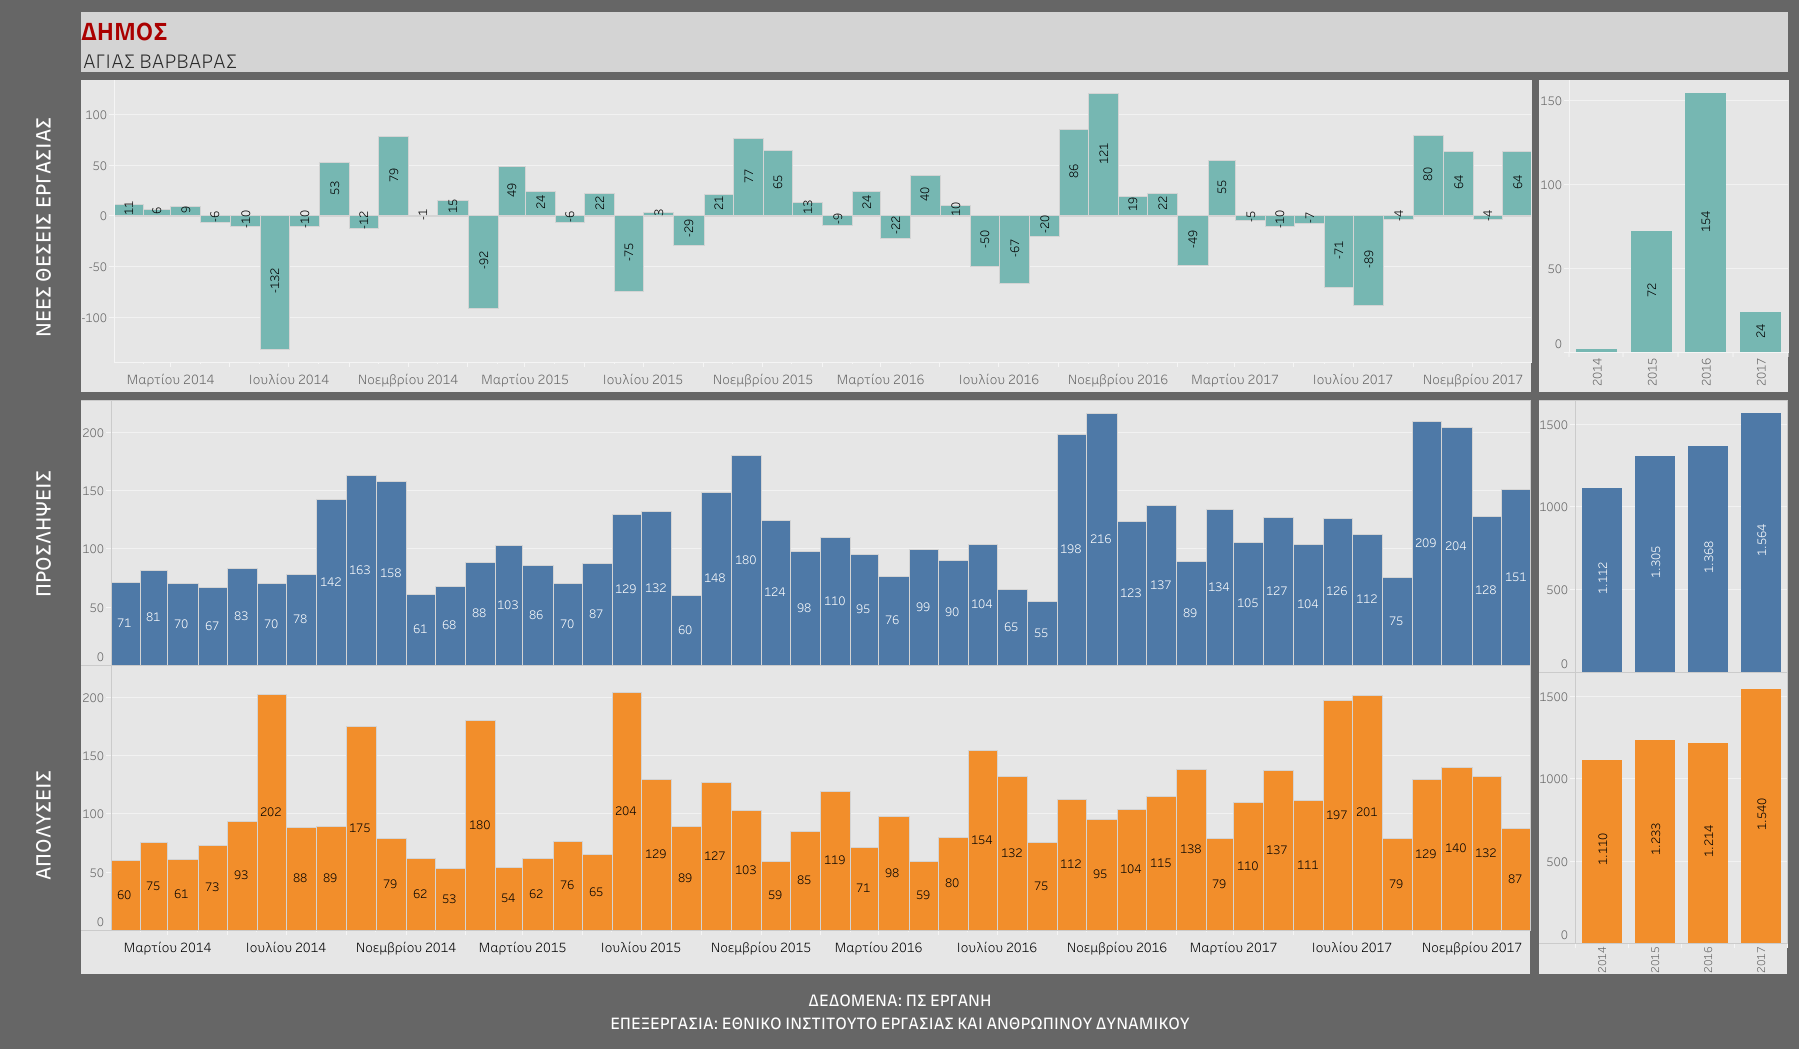 ΔΗΜΟΣ
ΑΓΙΑΣ ΒΑΡΒΑΡΑΣ
ΝΕΕΣ ΘΕΣΕΙΣ ΕΡΓΑΣΙΑΣ
100
50
0
-50
-100
11 6 9 -6 -10 -132 -10 53 -12 79 -1 15 -92 49 24 -6 22 -75 3 -29 21 77 65 13 -9 24 -22 40 10 -50 -67 -20 86 121 19 22 -49 55 -5 -10 -7 -71 -89 -4 80 64 -4 64
Μαρτίου 2014 Ιουλίου 2014 Νοεμβρίου 2014 Μαρτίου 2015 Ιουλίου 2015 Νοεμβρίου 2015 Μαρτίου 2016 Ιουλίου 2016 Νοεμβρίου 2016 Μαρτίου 2017 Ιουλίου 2017 Νοεμβρίου 2017
150
100
50
0
72 154 24
2014 2015 2016 2017
ΠΡΟΣΛΗΨΕΙΣ
200
150
100
50
0
71 81 70 67 83 70 78 142 163 158 61 68 88 103 86 70 87 129 132 60 148 180 124 98 110 95 76 99 90 104 65 55 198 216 123 137 89 134 105 127 104 126 112 75 209 204 128 151
1500
1000
500
0
1.112 1.305 1.368 1.564
ΑΠΟΛΥΣΕΙΣ
200
150
100
50
0
60 75 61 73 93 202 88 89 175 79 62 53 180 54 62 76 65 204 129 89 127 103 59 85 119 71 98 59 80 154 132 75 112 95 104 115 138 79 110 137 111 197 201 79 129 140 132 87
Μαρτίου 2014 Ιουλίου 2014 Νοεμβρίου 2014 Μαρτίου 2015 Ιουλίου 2015 Νοεμβρίου 2015 Μαρτίου 2016 Ιουλίου 2016 Νοεμβρίου 2016 Μαρτίου 2017 Ιουλίου 2017 Νοεμβρίου 2017
1500
1000
500
0
1.110 1.233 1.214 1.540
2014 2015 2016 2017
ΔΕΔΟΜΕΝΑ: ΠΣ ΕΡΓΑΝΗ
ΕΠΕΞΕΡΓΑΣΙΑ: ΕΘΝΙΚΟ ΙΝΣΤΙΤΟΥΤΟ ΕΡΓΑΣΙΑΣ ΚΑΙ ΑΝΘΡΩΠΙΝΟΥ ΔΥΝΑΜΙΚΟΥ